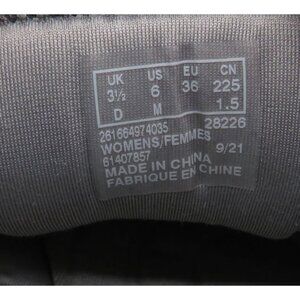 UK US EU CN
3½ 6 36 225
D M 1.5
261664974035 28226
WOMENS/FEMMES
61407857 9/21
MADE IN CHINA
FABRIQUE EN CHINE